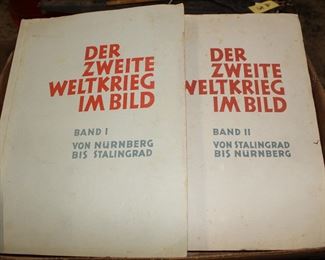 DER
ZWEITE
WELTKRIEG
IM BILD
BAND I
VON NÜRNBERG
BIS STALINGRAD
DER
ZWEITE
WELTKRIEG
IM BILD
BAND II
VON STALINGRAD
BIS NÜRNBERG